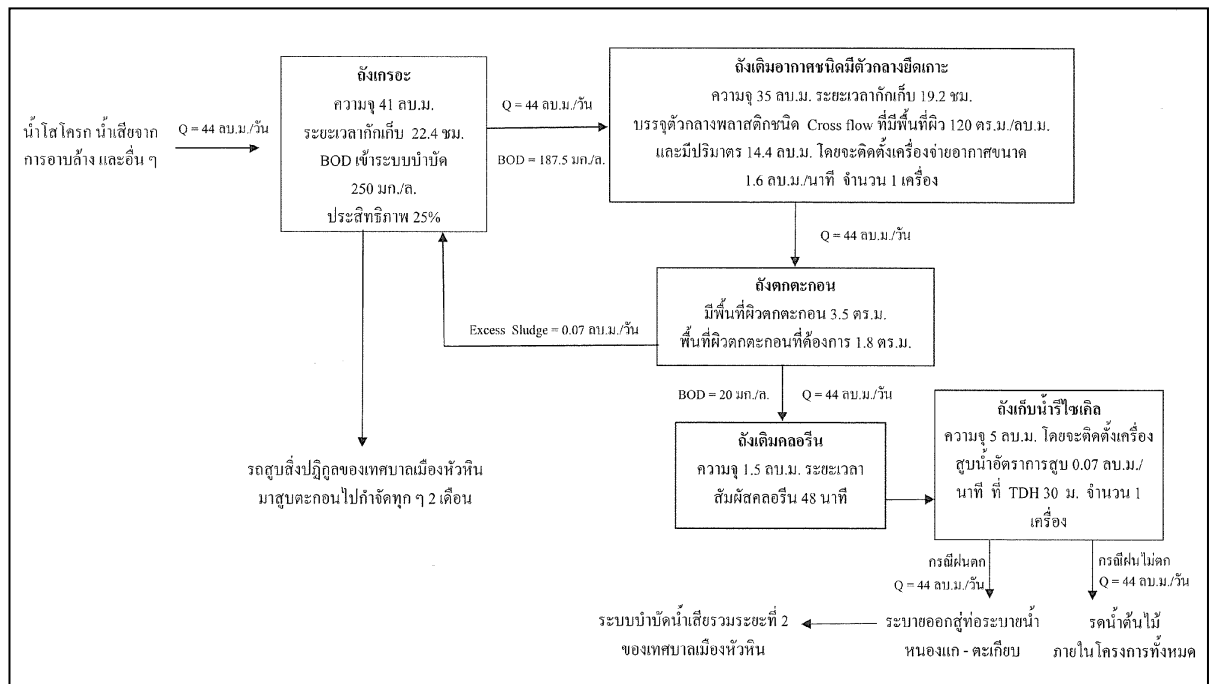 น้ำโสโครก น้ำเสียจาก
การอาบล้าง และอื่น ๆ
Q = 44 ลบ.ม./วัน
ถังเกรอะ
ความจุ 41 ลบ.ม.
ระยะเวลากักเก็บ 22.4 ชม.
BOD เข้าระบบบำบัด
250 มก./ล.
ประสิทธิภาพ 25%
Q = 44 ลบ.ม./วัน
BOD = 187.5 มก./ล.
ถังเติมอากาศชนิดมีตัวกลางยึดเกาะ
ความจุ 35 ลบ.ม. ระยะเวลากักเก็บ 19.2 ชม.
บรรจุตัวกลางพลาสติกชนิด Cross flow ที่มีพื้นที่ผิว 120 ตร.ม./ลบ.ม.
และมีปริมาตร 14.4 ลบ.ม. โดยจะติดตั้งเครื่องจ่ายอากาศขนาด
1.6 ลบ.ม./นาที จำนวน 1 เครื่อง
Q = 44 ลบ.ม./วัน
ถังตกตะกอน
มีพื้นที่ผิวตกตะกอน 3.5 ตร.ม.
พื้นที่ผิวตกตะกอนที่ต้องการ 1.8 ตร.ม.
Excess Sludge = 0.07 ลบ.ม./วัน
BOD = 20 มก./ล.
Q = 44 ลบ.ม./วัน
ถังเติมคลอรีน
ความจุ 1.5 ลบ.ม. ระยะเวลา
สัมผัสคลอรีน 48 นาที
ถังเก็บน้ำรีไซเคิล
ความจุ 5 ลบ.ม. โดยจะติดตั้งเครื่อง
สูบน้ำอัตราการสูบ 0.07 ลบ.ม./
นาที ที่ TDH 30 ม. จำนวน 1
เครื่อง
รถสูบสิ่งปฏิกูลของเทศบาลเมืองหัวหิน
มาสูบตะกอนไปกำจัดทุก ๆ 2 เดือน
กรณีฝนตก
Q = 44 ลบ.ม./วัน
กรณีฝนไม่ตก
Q = 44 ลบ.ม./วัน
ระบบบำบัดน้ำเสียรวมระยะที่ 2
ของเทศบาลเมืองหัวหิน
ระบายออกสู่ท่อระบายน้ำ
หนองแก - ตะเกียบ
รดน้ำต้นไม้
ภายในโครงการทั้งหมด